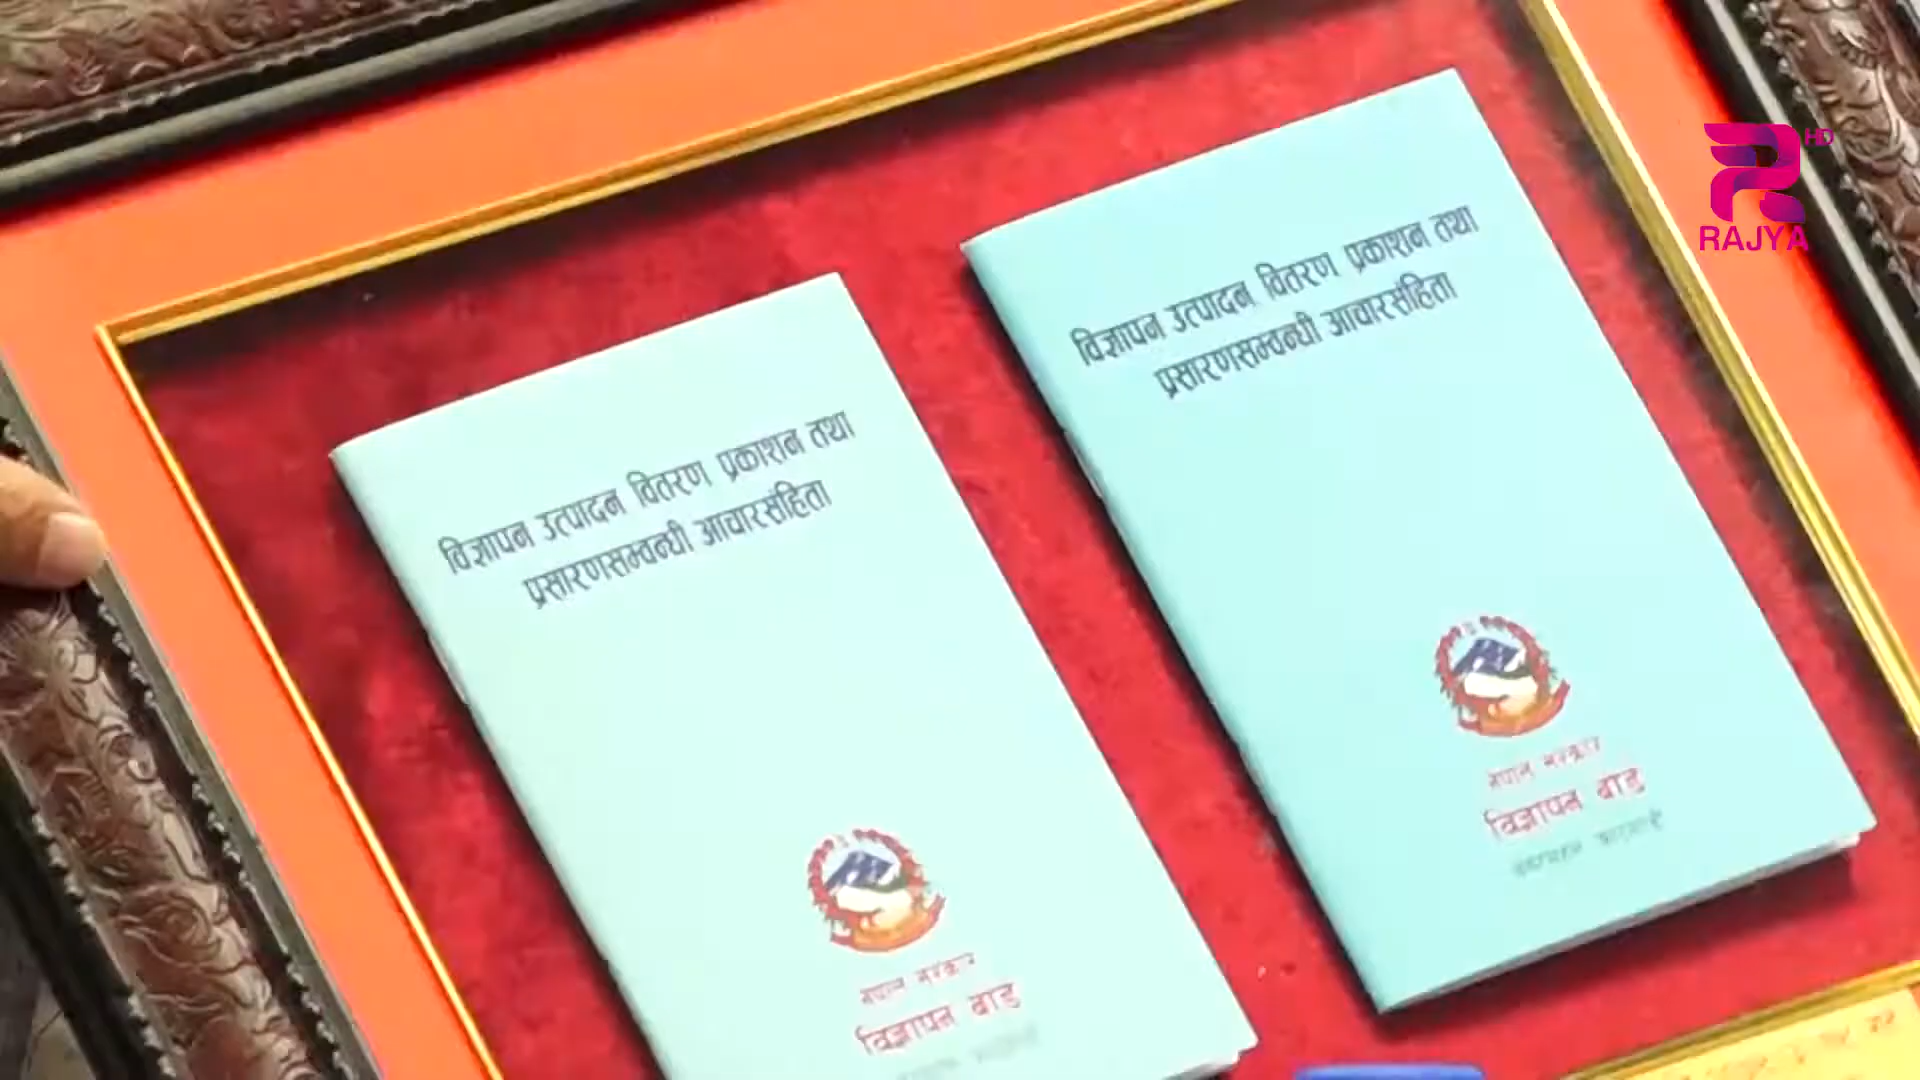 विज्ञापन उत्पादन वितरण प्रकाशन तथा
प्रसारणसम्बन्धी आचारसंहिता
नेपाल सरकार
विज्ञापन बोर्ड
विज्ञापन उत्पादन वितरण प्रकाशन तथा
प्रसारणसम्बन्धी आचारसंहिता
नेपाल सरकार
विज्ञापन बोर्ड
HD
RAJYA